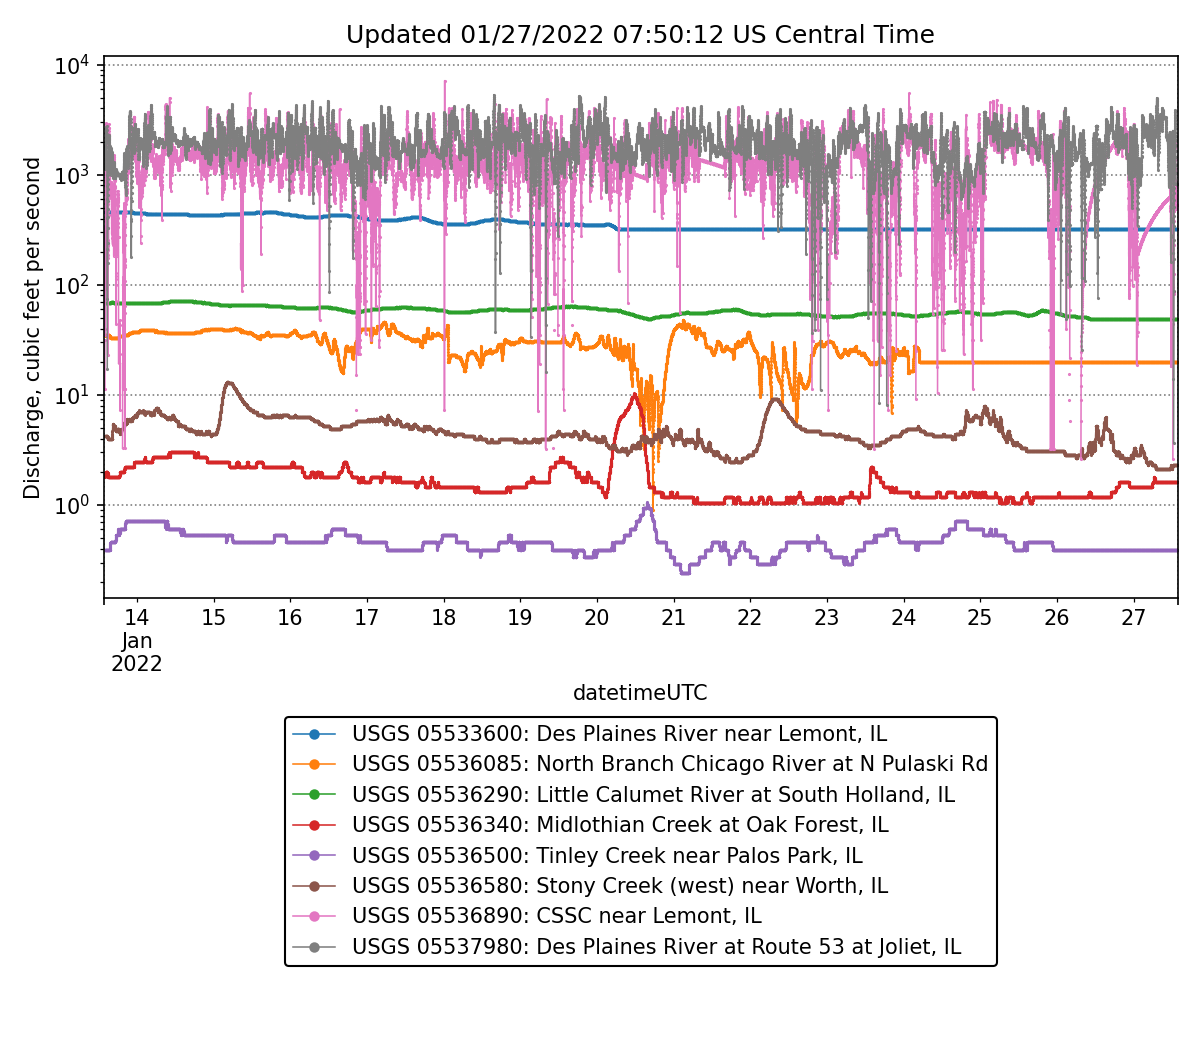 Updated 01/27/2022 07:50:12 US Central Time
Discharge, cubic feet per second
10^4
10^3
10^2
10^1
10^0
14 15 16 17 18 19 20 21 22 23 24 25 26 27
Jan
2022
datetimeUTC
USGS 05533600: Des Plaines River near Lemont, IL
USGS 05536085: North Branch Chicago River at N Pulaski Rd
USGS 05536290: Little Calumet River at South Holland, IL
USGS 05536340: Midlothian Creek at Oak Forest, IL
USGS 05536500: Tinley Creek near Palos Park, IL
USGS 05536580: Stony Creek (west) near Worth, IL
USGS 05536890: CSSC near Lemont, IL
USGS 05537980: Des Plaines River at Route 53 at Joliet, IL